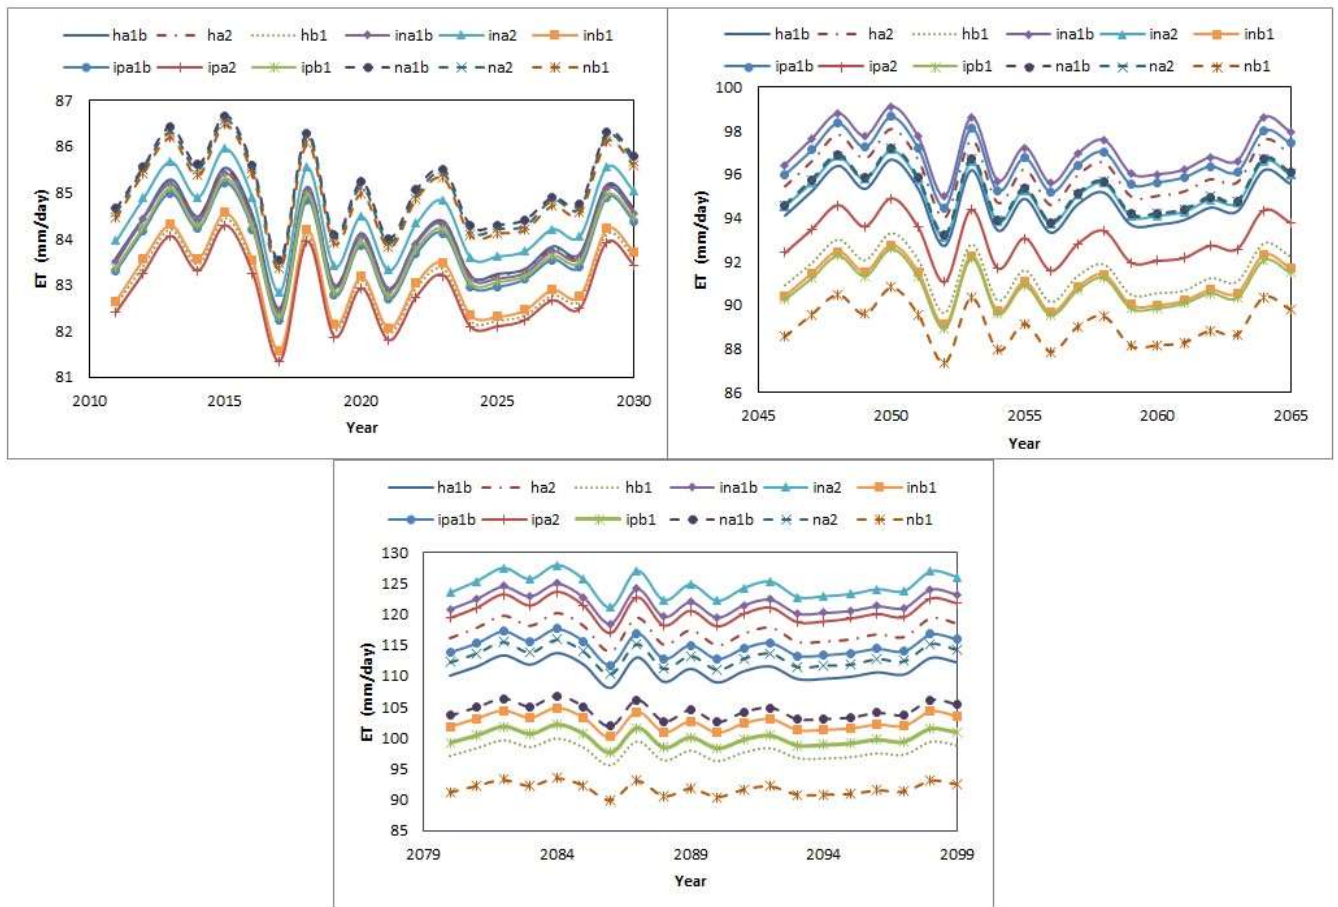 ha1b ha2 hb1 ina1b ina2 inb1
ipa1b ipa2 ipb1 na1b na2 nb1
87
86
85
84
83
82
81
ET (mm/day)
2010 2015 2020 2025 2030
Year
ha1b ha2 hb1 ina1b ina2 inb1
ipa1b ipa2 ipb1 na1b na2 nb1
100
98
96
94
92
90
88
86
ET (mm/day)
2045 2050 2055 2060 2065
Year
ha1b ha2 hb1 ina1b ina2 inb1
ipa1b ipa2 ipb1 na1b na2 nb1
130
125
120
115
110
105
100
95
90
85
ET (mm/day)
2079 2084 2089 2094 2099
Year